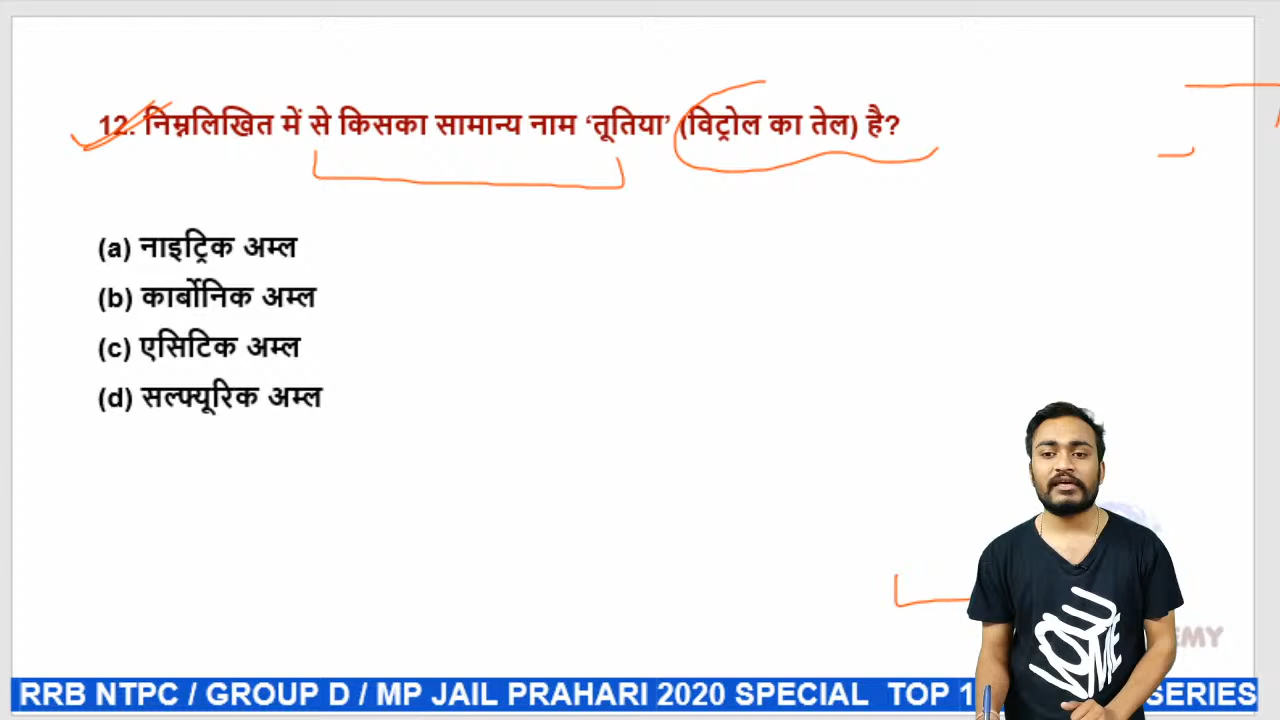 12. निम्नलिखित में से किसका सामान्य नाम ‘तूतिया’ (विट्रोल का तेल) है?
(a) नाइट्रिक अम्ल
(b) कार्बोनिक अम्ल
(c) एसिटिक अम्ल
(d) सल्फ्यूरिक अम्ल
RRB NTPC / GROUP D / MP JAIL PRAHARI 2020 SPECIAL TOP SERIES